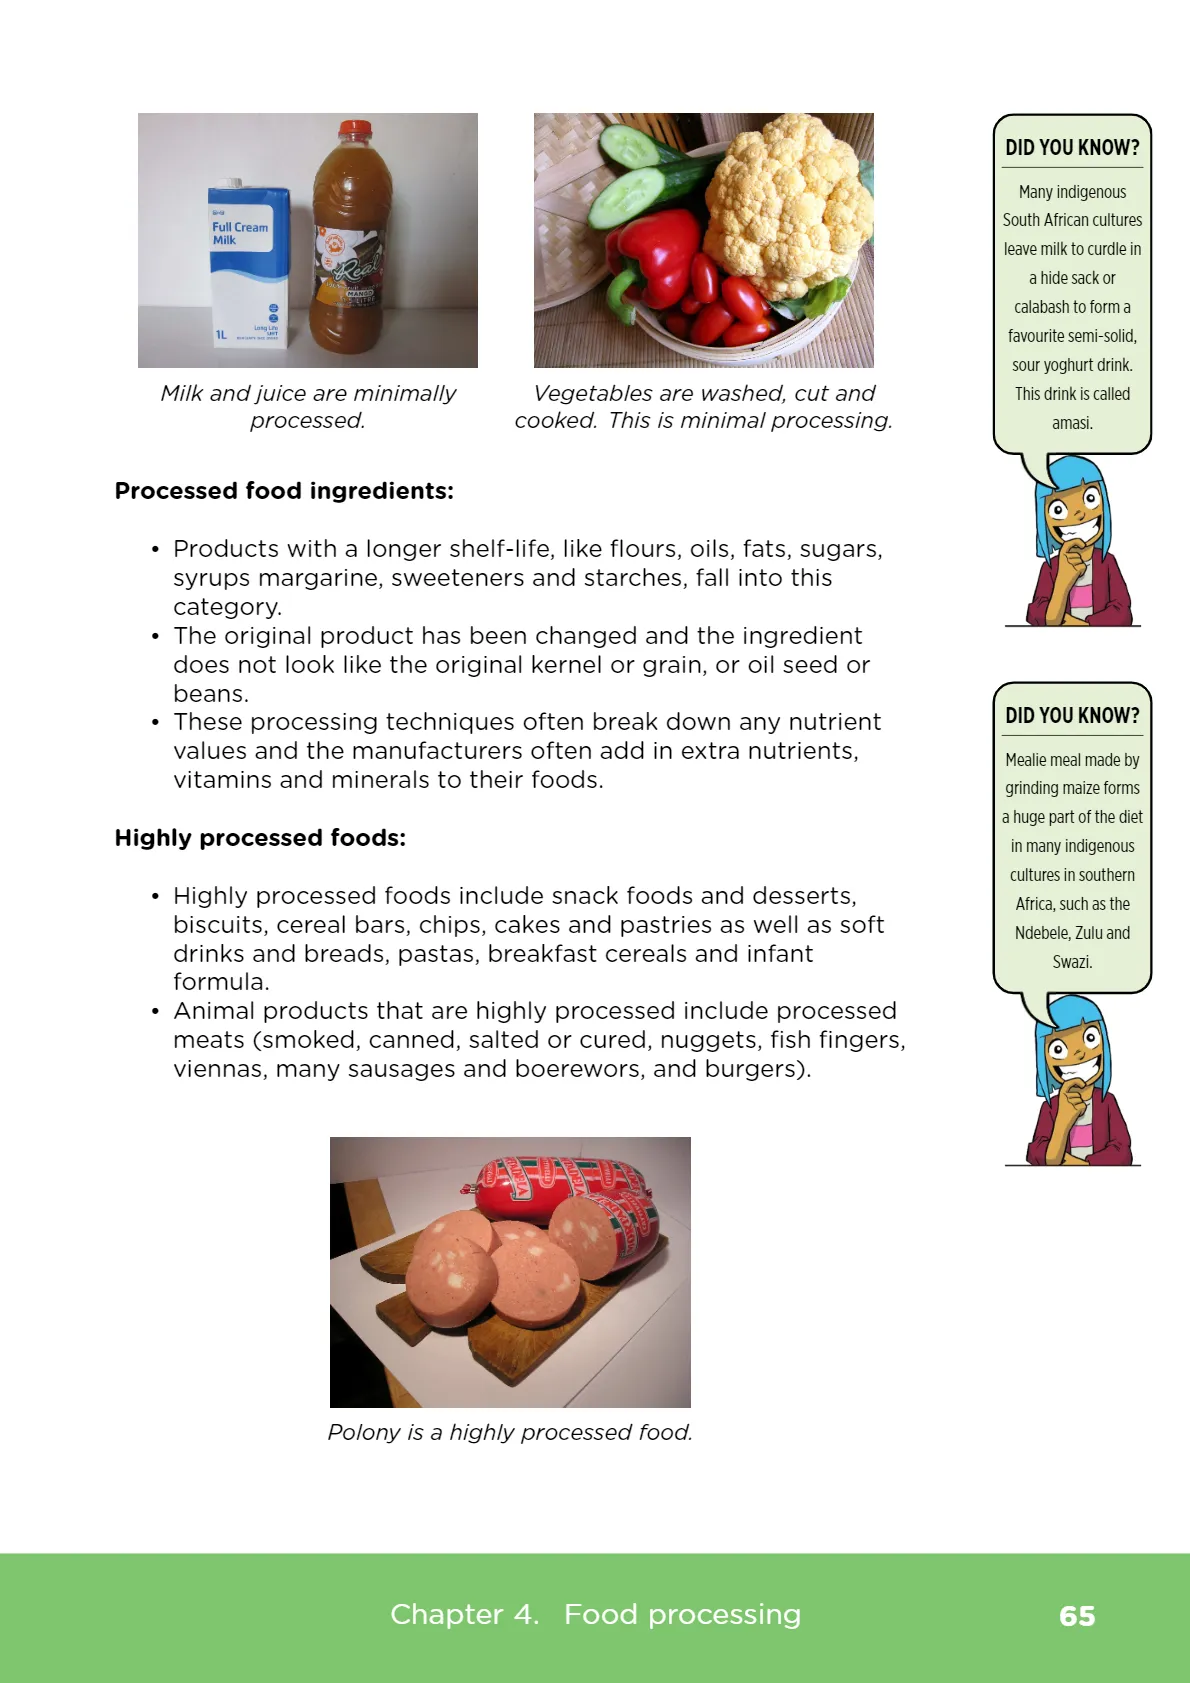 Full Cream
Milk
1L
Long Life
UHT
Real
MANGO
Milk and juice are minimally
processed.
Vegetables are washed, cut and
cooked. This is minimal processing.
DID YOU KNOW?
Many indigenous
South African cultures
leave milk to curdle in
a hide sack or
calabash to form a
favourite semi-solid,
sour yoghurt drink.
This drink is called
amasi.
Processed food ingredients:
• Products with a longer shelf-life, like flours, oils, fats, sugars,
syrups margarine, sweeteners and starches, fall into this
category.
• The original product has been changed and the ingredient
does not look like the original kernel or grain, or oil seed or
beans.
• These processing techniques often break down any nutrient
values and the manufacturers often add in extra nutrients,
vitamins and minerals to their foods.
DID YOU KNOW?
Mealie meal made by
grinding maize forms
a huge part of the diet
in many indigenous
cultures in southern
Africa, such as the
Ndebele, Zulu and
Swazi.
Highly processed foods:
• Highly processed foods include snack foods and desserts,
biscuits, cereal bars, chips, cakes and pastries as well as soft
drinks and breads, pastas, breakfast cereals and infant
formula.
• Animal products that are highly processed include processed
meats (smoked, canned, salted or cured, nuggets, fish fingers,
viennas, many sausages and boerewors, and burgers).
Polony is a highly processed food.
Chapter 4. Food processing
65